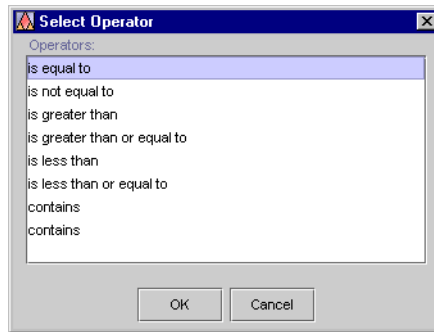 Select Operator
Operators:
is equal to
is not equal to
is greater than
is greater than or equal to
is less than
is less than or equal to
contains
contains
OK
Cancel